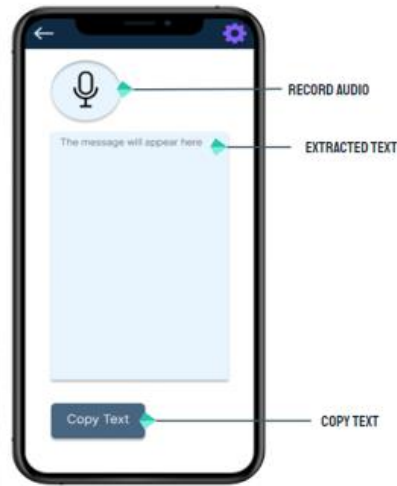 RECORD AUDIO
The message will appear here
EXTRACTED TEXT
Copy Text
COPY TEXT